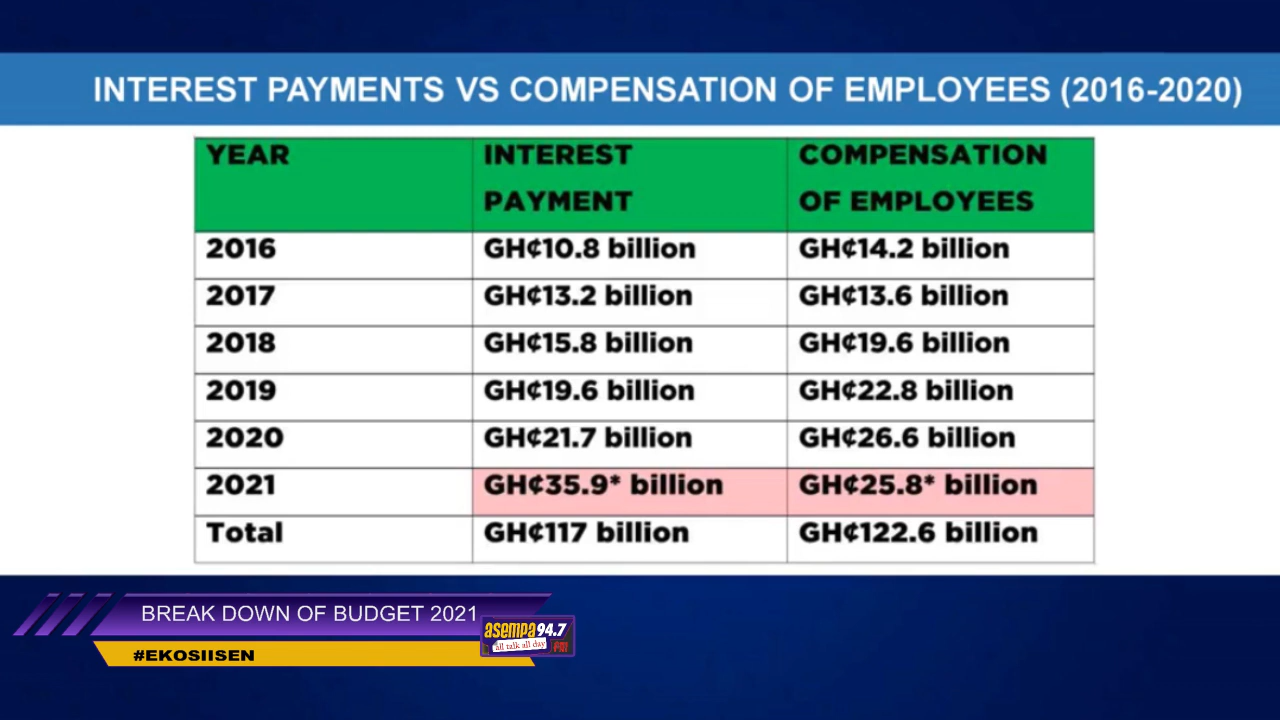 INTEREST PAYMENTS VS COMPENSATION OF EMPLOYEES (2016-2020)
YEAR INTEREST PAYMENT COMPENSATION OF EMPLOYEES
2016 GH¢10.8 billion GH¢14.2 billion
2017 GH¢13.2 billion GH¢13.6 billion
2018 GH¢15.8 billion GH¢19.6 billion
2019 GH¢19.6 billion GH¢22.8 billion
2020 GH¢21.7 billion GH¢26.6 billion
2021 GH¢35.9* billion GH¢25.8* billion
Total GH¢117 billion GH¢122.6 billion
BREAK DOWN OF BUDGET 2021
asempa 94.7
all talk all day FM
#EKOSIISEN